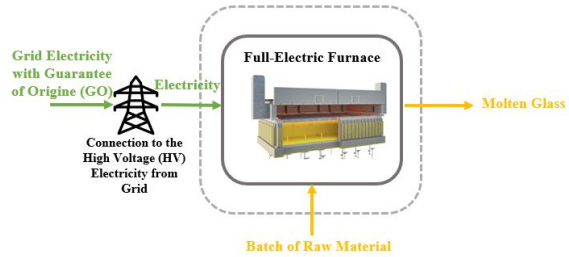 Grid Electricity
with Guarantee
of Origine (GO)
Electricity
Connection to the
High Voltage (HV)
Electricity from
Grid
Full-Electric Furnace
Molten Glass
Batch of Raw Material